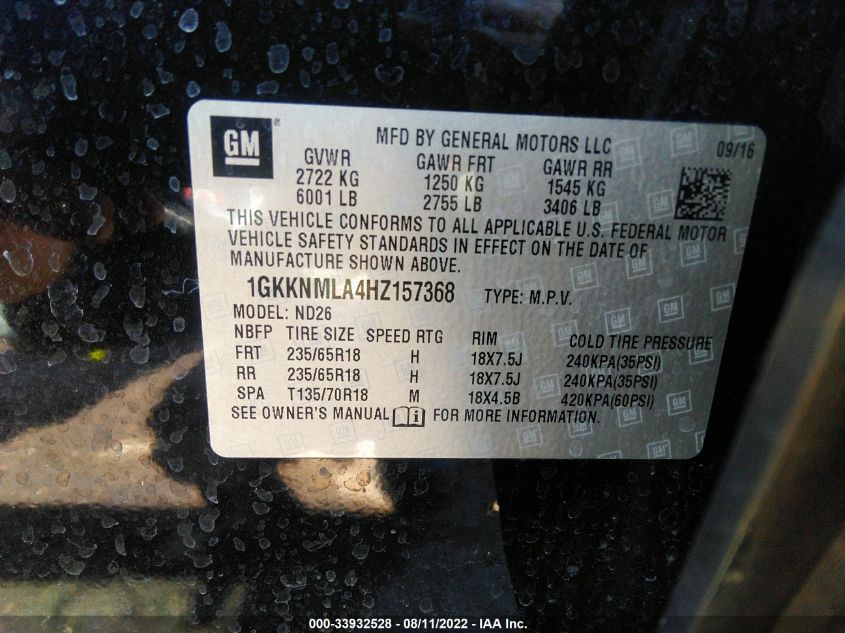 GM®
MFD BY GENERAL MOTORS LLC 09/16
GVWR GAWR FRT GAWR RR
2722 KG 1250 KG 1545 KG
6001 LB 2755 LB 3406 LB
THIS VEHICLE CONFORMS TO ALL APPLICABLE U.S. FEDERAL MOTOR
VEHICLE SAFETY STANDARDS IN EFFECT ON THE DATE OF
MANUFACTURE SHOWN ABOVE.
1GKKNMLA4HZ157368 TYPE: M.P.V.
MODEL: ND26
NBFP TIRE SIZE SPEED RTG RIM COLD TIRE PRESSURE
FRT 235/65R18 H 18X7.5J 240KPA(35PSI)
RR 235/65R18 H 18X7.5J 240KPA(35PSI)
SPA T135/70R18 M 18X4.5B 420KPA(60PSI)
SEE OWNER'S MANUAL FOR MORE INFORMATION.
000-33932528 - 08/11/2022 - IAA Inc.